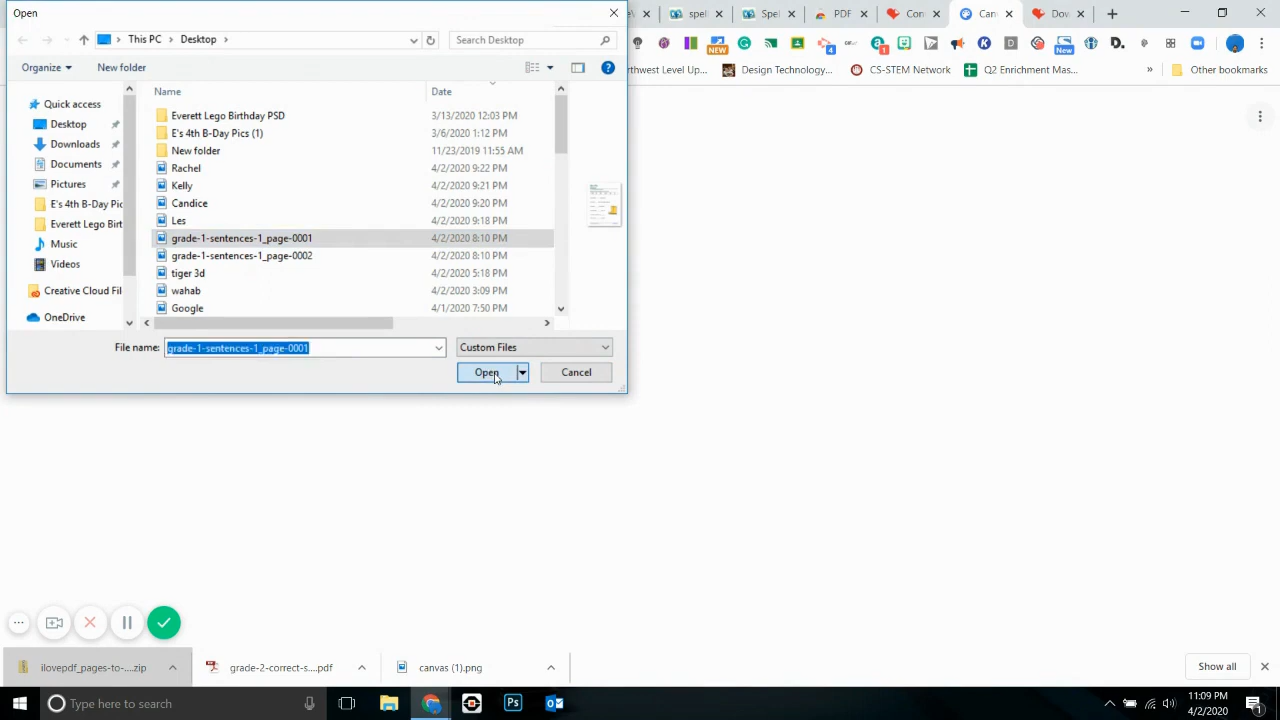 Open
spell
Spel
PDF
Con
Can
Dov
This PC
Desktop
Search Desktop
NEW
4
1
New
D.
Organize
New folder
rthwest Level Up...
Design Technology...
CS-STEM Network
Q2 Enrichment Mas...
»
Other bookmarks
Name
Date
Quick access
Desktop
Downloads
Documents
Pictures
E's 4th B-Day Pic
Everett Lego Birt
Music
Videos
Creative Cloud Fil
OneDrive
Everett Lego Birthday PSD 3/13/2020 12:03 PM
E's 4th B-Day Pics (1) 3/6/2020 1:12 PM
New folder 11/23/2019 11:55 AM
Rachel 4/2/2020 9:22 PM
Kelly 4/2/2020 9:21 PM
Candice 4/2/2020 9:20 PM
Les 4/2/2020 9:18 PM
grade-1-sentences-1_page-0001 4/2/2020 8:10 PM
grade-1-sentences-1_page-0002 4/2/2020 8:10 PM
tiger 3d 4/2/2020 5:18 PM
wahab 4/2/2020 3:09 PM
Google 4/1/2020 7:50 PM
File name: grade-1-sentences-1_page-0001
Custom Files
Open
Cancel
ilovepdf_pages-to-....zip
grade-2-correct-s....pdf
canvas (1).png
Show all
Type here to search
Ps
11:09 PM
4/2/2020